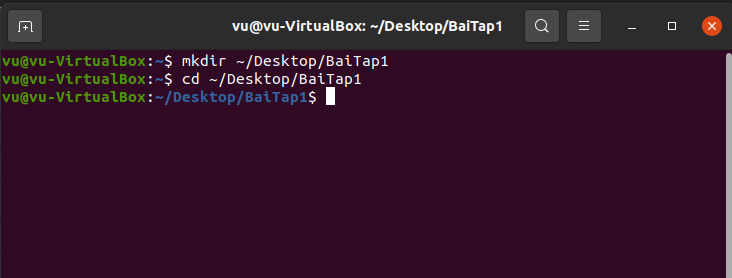 vu@vu-VirtualBox: ~/Desktop/BaiTap1
vu@vu-VirtualBox:~$ mkdir ~/Desktop/BaiTap1
vu@vu-VirtualBox:~$ cd ~/Desktop/BaiTap1
vu@vu-VirtualBox:~/Desktop/BaiTap1$